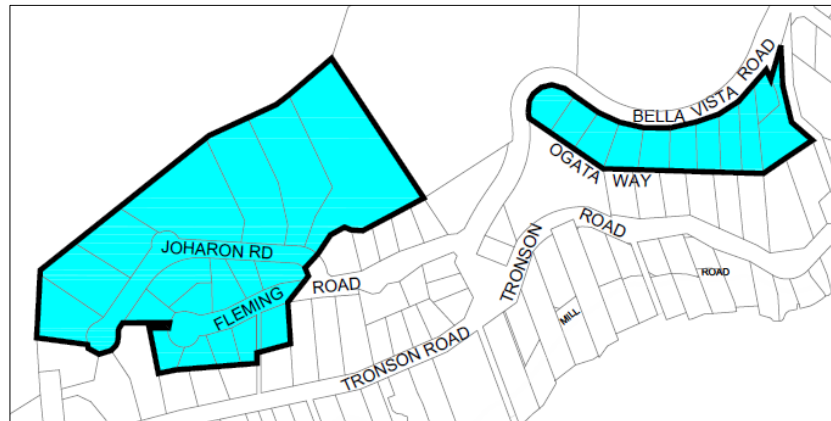 BELLA VISTA ROAD
OGATA WAY
JOHARON RD
TRONSON ROAD
ROAD
FLEMING ROAD
MILL
TRONSON ROAD